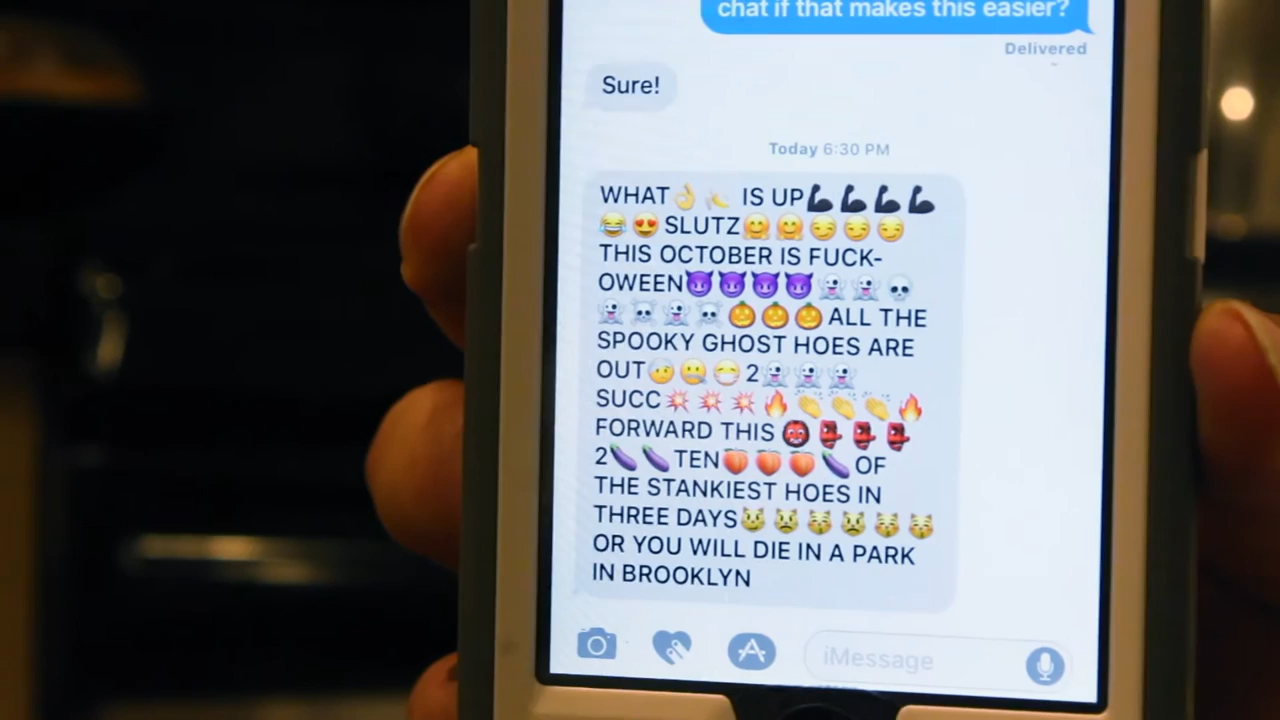 chat if that makes this easier?
Delivered
Sure!
Today 6:30 PM
WHAT👌🍌 IS UP💪🏿💪🏿💪🏿💪🏿
😂😍SLUTZ🤗🤗😏😏😏
THIS OCTOBER IS FUCK-
OWEEN😈😈😈😈👻👻💀
👻☠️👻☠️🎃🎃🎃ALL THE
SPOOKY GHOST HOES ARE
OUT🤕🤐😷2👻👻👻
SUCC💥💥💥🔥👏👏👏🔥
FORWARD THIS 👹👺👺👺
2🍆🍆TEN🍑🍑🍑🍆OF
THE STANKIEST HOES IN
THREE DAYS😼😾😽😾😽😽
OR YOU WILL DIE IN A PARK
IN BROOKLYN
iMessage